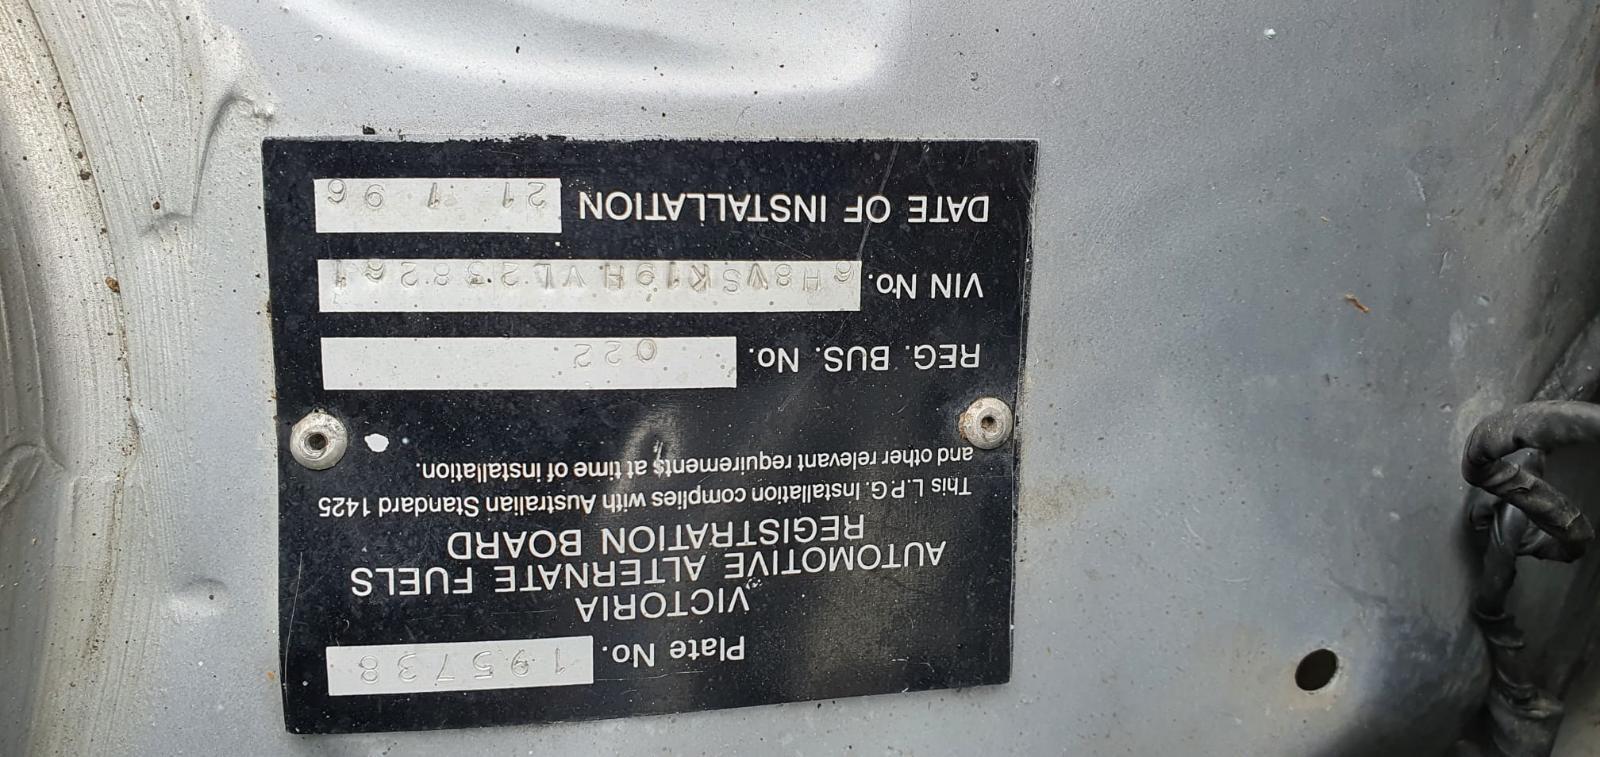 Plate No. 195738
VICTORIA
AUTOMOTIVE ALTERNATE FUELS
REGISTRATION BOARD
This L.P.G. Installation complies with Australian Standard 1425
and other relevant requirements at time of installation.
REG. BUS. No. 022
VIN No. 6H8VSK19HVL238261
DATE OF INSTALLATION 21 1 96